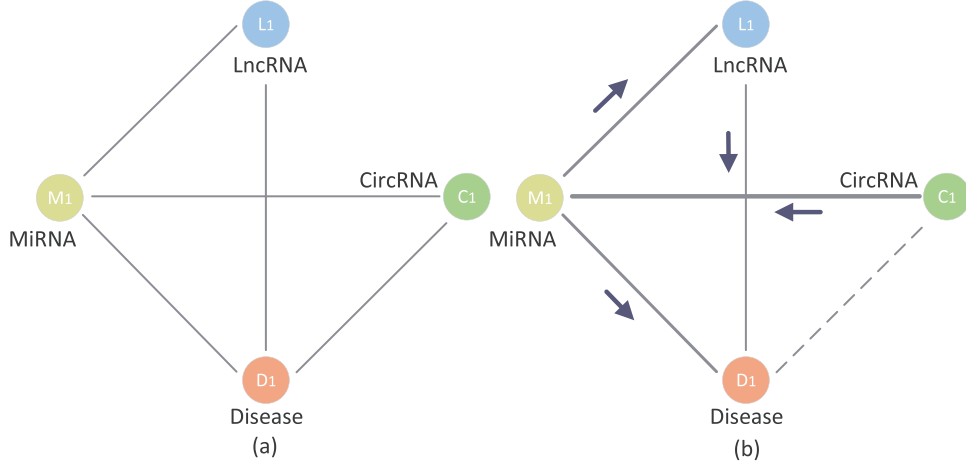 L1
LncRNA
CircRNA
M1
C1
MiRNA
D1
Disease
(a)
L1
LncRNA
CircRNA
M1
C1
MiRNA
D1
Disease
(b)